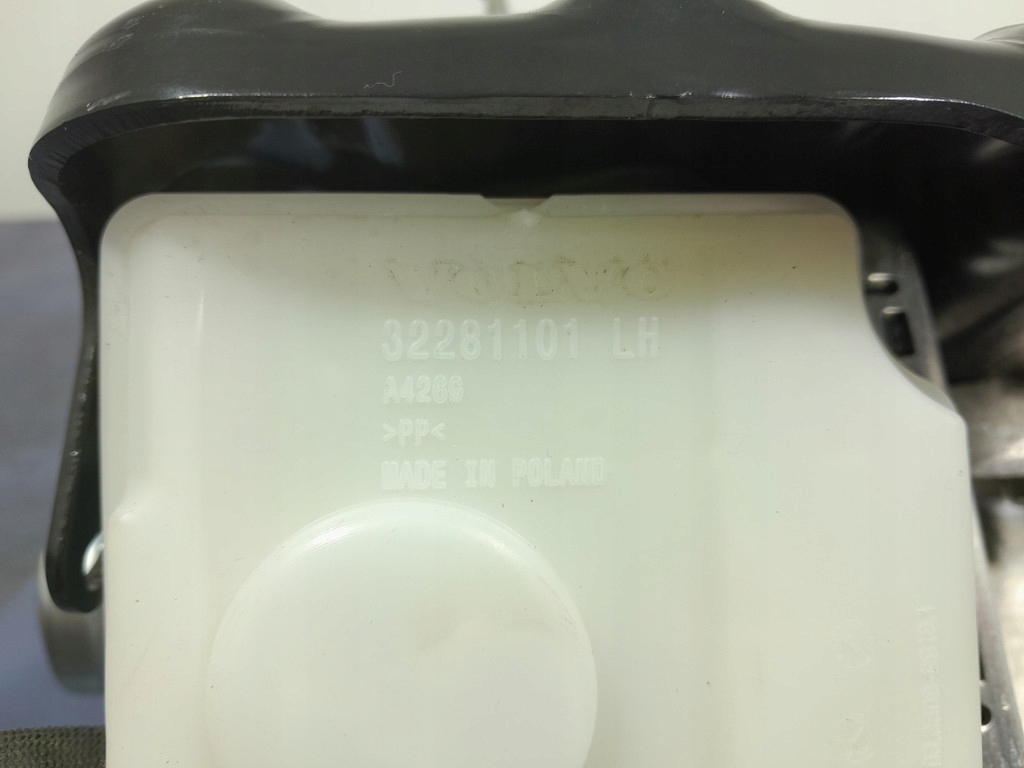 VOLVO
32281101 LH
A4266
>PP<
MADE IN POLAND